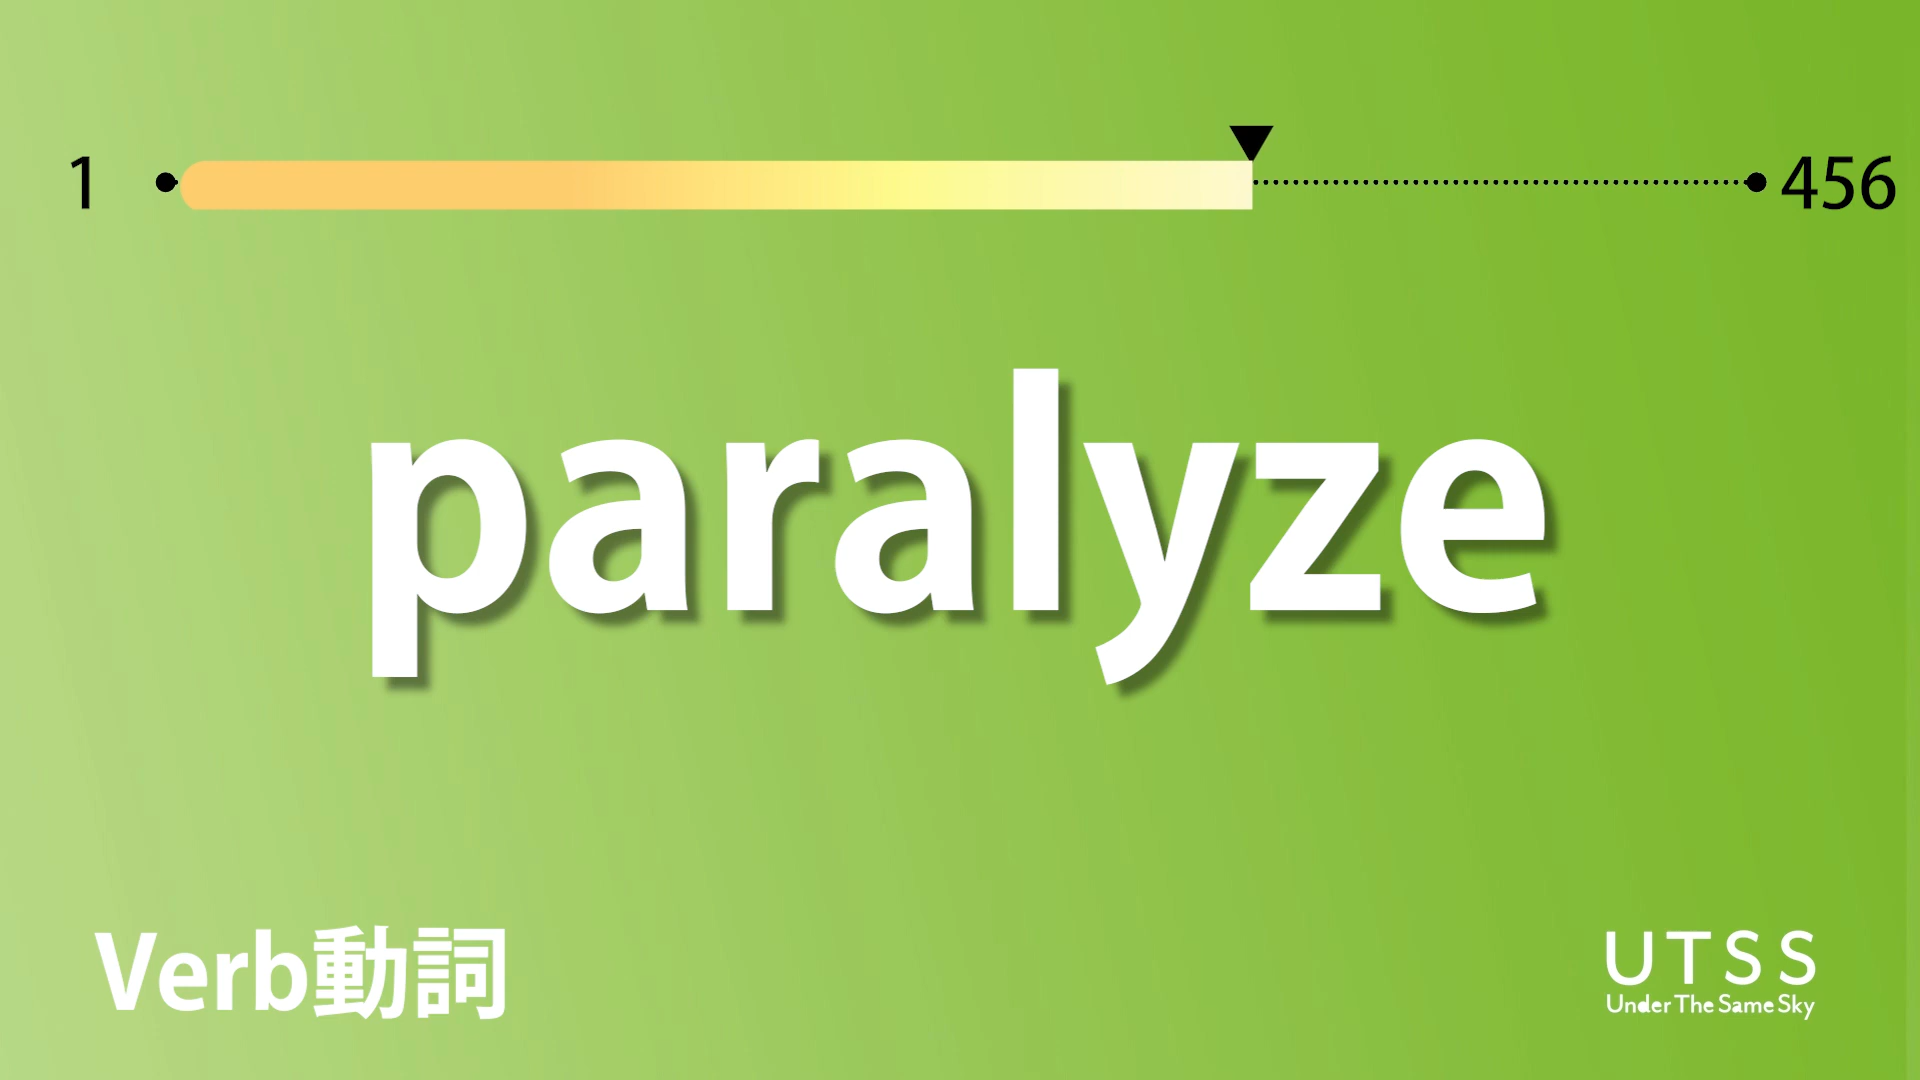 1
456
paralyze
Verb動詞
UTSS
Under The Same Sky